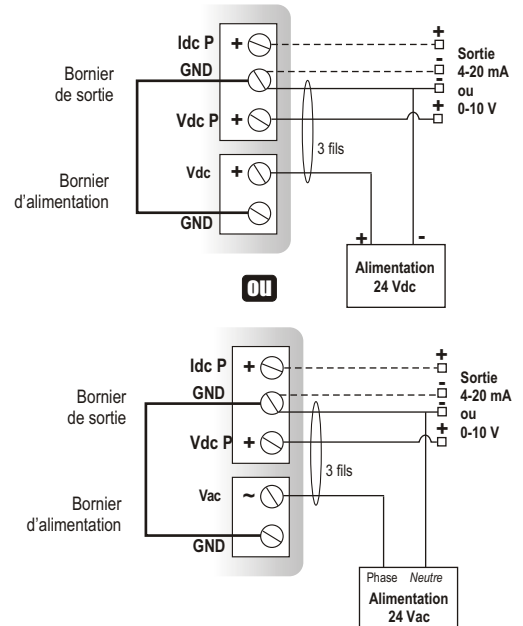 Idc P + + Sortie
GND - 4-20 mA
Bornier - ou
de sortie + 0-10 V
Vdc P +
3 fils
Vdc +
Bornier
d’alimentation
GND
+ -
Alimentation
24 Vdc
ou
Idc P + + Sortie
GND - 4-20 mA
Bornier - ou
de sortie + 0-10 V
Vdc P +
3 fils
Vac ~
Bornier
d’alimentation
GND
Phase Neutre
Alimentation
24 Vac